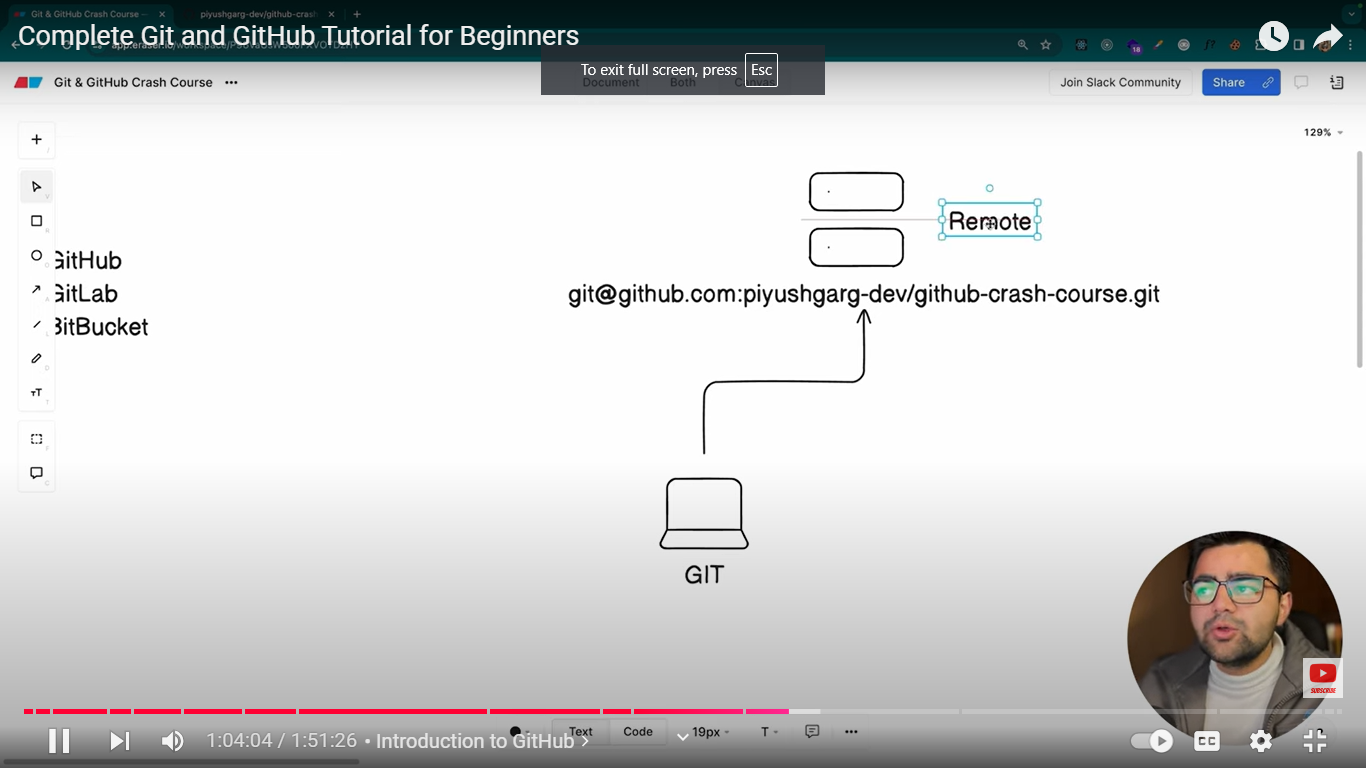 Git & GitHub Crash Course
piyushgarg-dev/github-crash
Complete Git and GitHub Tutorial for Beginners
18
To exit full screen, press Esc
Git & GitHub Crash Course
Document Both Canvas
Join Slack Community
Share
129%
Remote
GitHub
GitLab
BitBucket
git@github.com:piyushgarg-dev/github-crash-course.git
GIT
SUBSCRIBE
1:04:04 / 1:51:26 • Introduction to GitHub >
Text Code 19px T
CC